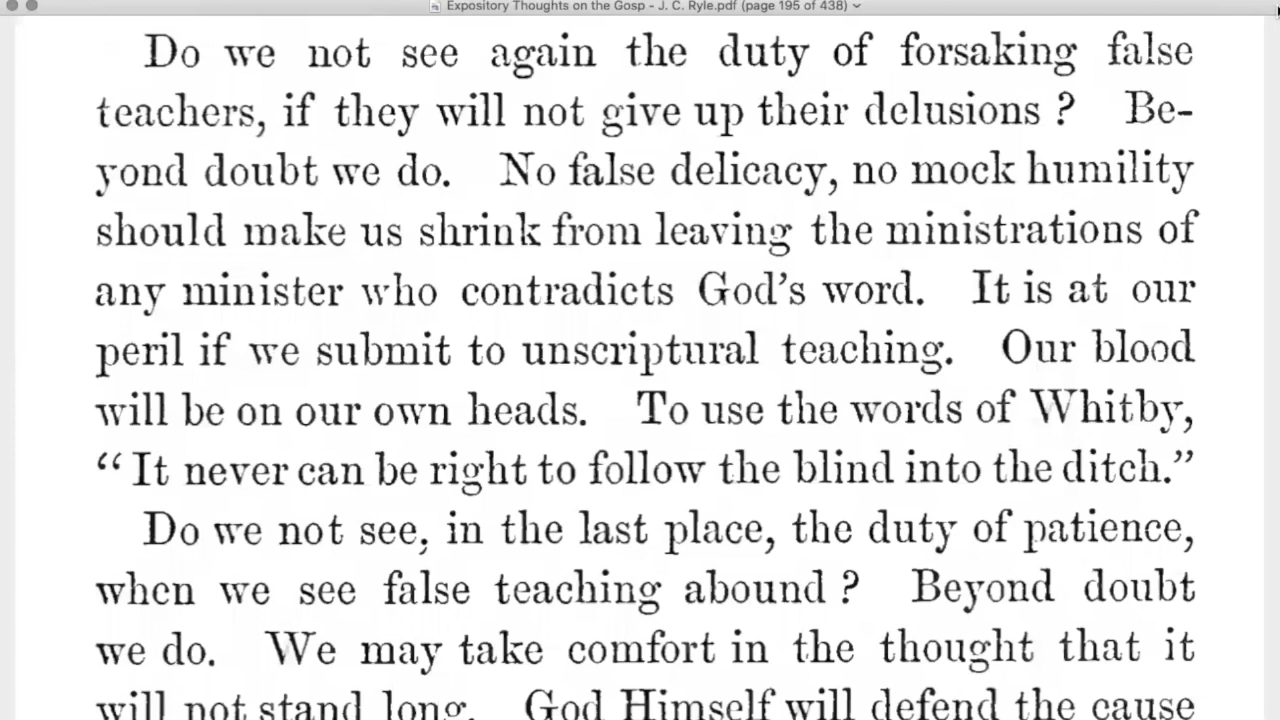 Expository Thoughts on the Gosp - J. C. Ryle.pdf (page 195 of 438)
Do we not see again the duty of forsaking false
teachers, if they will not give up their delusions ? Be-
yond doubt we do. No false delicacy, no mock humility
should make us shrink from leaving the ministrations of
any minister who contradicts God's word. It is at our
peril if we submit to unscriptural teaching. Our blood
will be on our own heads. To use the words of Whitby,
“ It never can be right to follow the blind into the ditch.”
Do we not see, in the last place, the duty of patience,
when we see false teaching abound ? Beyond doubt
we do. We may take comfort in the thought that it
will not stand long. God Himself will defend the cause